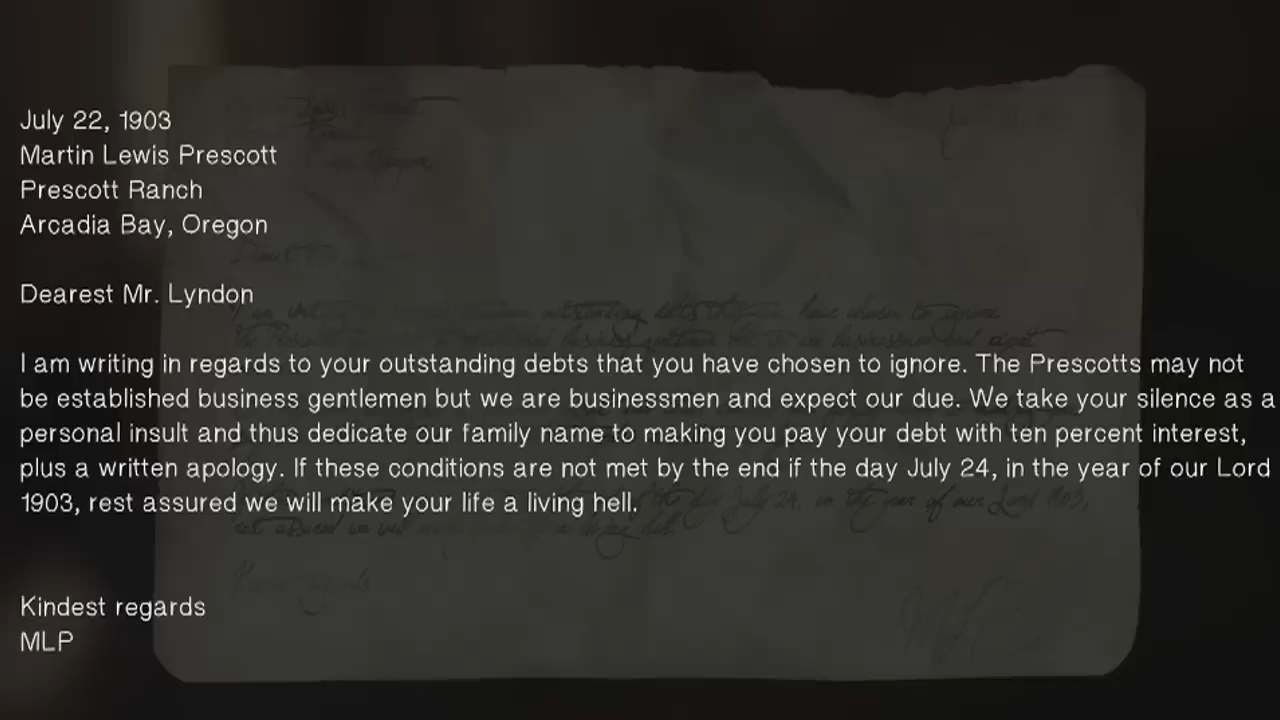 July 22, 1903
Martin Lewis Prescott
Prescott Ranch
Arcadia Bay, Oregon
Dearest Mr. Lyndon
I am writing in regards to your outstanding debts that you have chosen to ignore. The Prescotts may not
be established business gentlemen but we are businessmen and expect our due. We take your silence as a
personal insult and thus dedicate our family name to making you pay your debt with ten percent interest,
plus a written apology. If these conditions are not met by the end if the day July 24, in the year of our Lord
1903, rest assured we will make your life a living hell.
Kindest regards
MLP